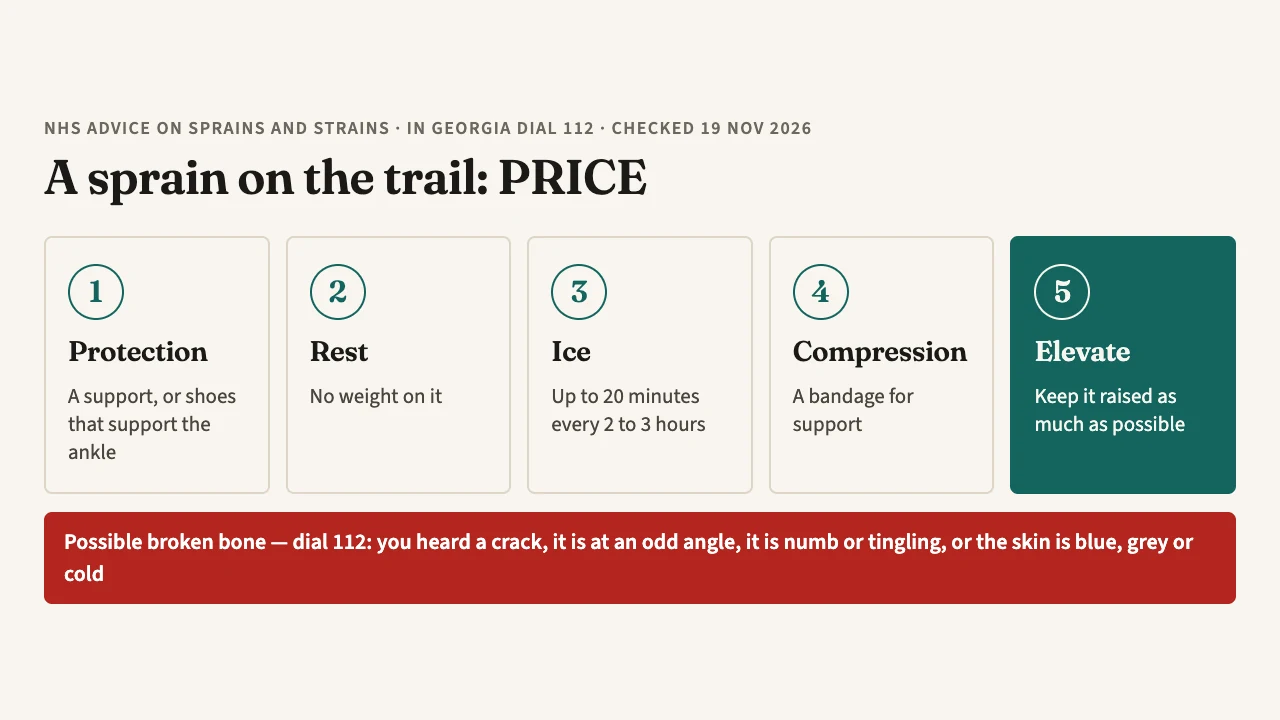 NHS ADVICE ON SPRAINS AND STRAINS · IN GEORGIA DIAL 112 · CHECKED 19 NOV 2026
A sprain on the trail: PRICE
1
Protection
A support, or shoes
that support the
ankle
2
Rest
No weight on it
3
Ice
Up to 20 minutes
every 2 to 3 hours
4
Compression
A bandage for
support
5
Elevate
Keep it raised as
much as possible
Possible broken bone — dial 112: you heard a crack, it is at an odd angle, it is numb or tingling, or the skin is blue, grey or
cold